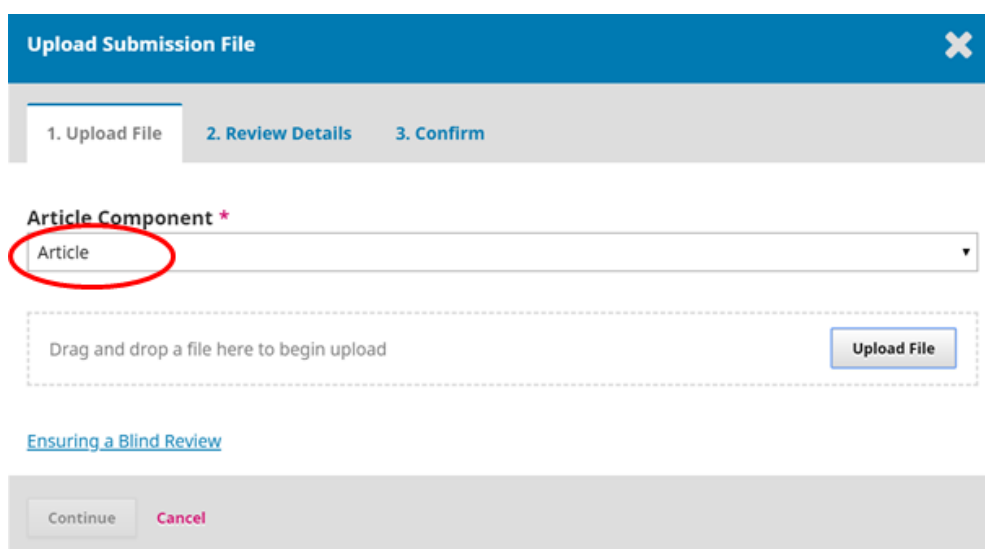 Upload Submission File
1. Upload File 2. Review Details 3. Confirm
Article Component *
Article
Drag and drop a file here to begin upload Upload File
Ensuring a Blind Review
Continue Cancel